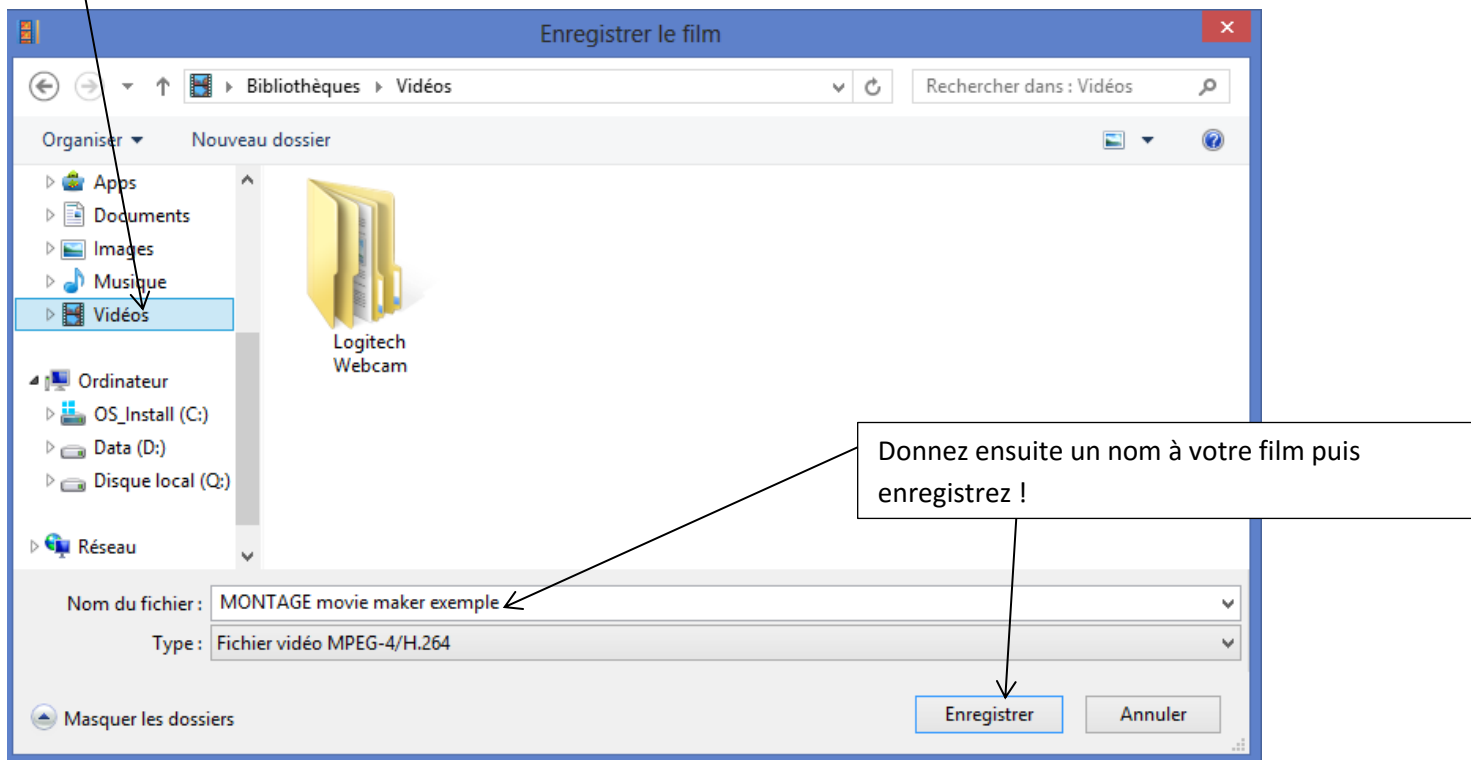 Enregistrer le film
Bibliothèques Vidéos
Rechercher dans : Vidéos
Organiser
Nouveau dossier
Apps
Documents
Images
Musique
Vidéos
Ordinateur
OS_Install (C:)
Data (D:)
Disque local (Q:)
Réseau
Logitech
Webcam
Donnez ensuite un nom à votre film puis
enregistrez !
Nom du fichier : MONTAGE movie maker exemple
Type : Fichier vidéo MPEG-4/H.264
Masquer les dossiers
Enregistrer
Annuler